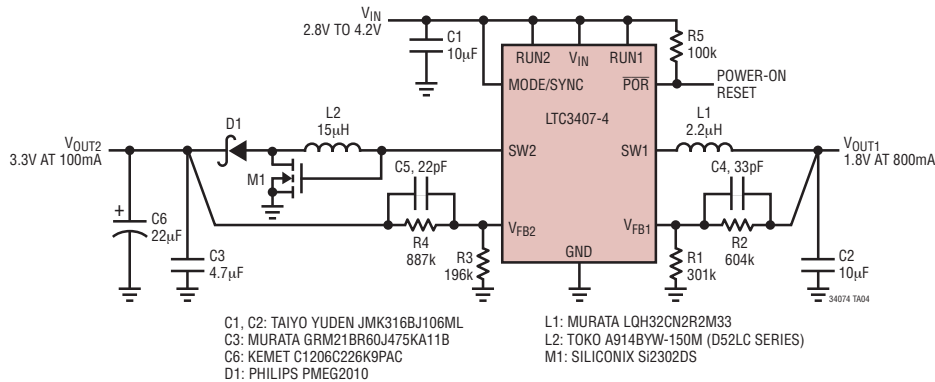 VIN
2.8V TO 4.2V
C1
10µF
R5
100k
RUN2
VIN
RUN1
MODE/SYNC
POR
POWER-ON
RESET
LTC3407-4
D1
L2
15µH
L1
2.2µH
VOUT2
3.3V AT 100mA
SW2
SW1
VOUT1
1.8V AT 800mA
M1
C5, 22pF
C4, 33pF
+
C6
22µF
C3
4.7µF
R4
887k
R3
196k
VFB2
VFB1
GND
R1
301k
R2
604k
C2
10µF
34074 TA04
C1, C2: TAIYO YUDEN JMK316BJ106ML
C3: MURATA GRM21BR60J475KA11B
C6: KEMET C1206C226K9PAC
D1: PHILIPS PMEG2010
L1: MURATA LQH32CN2R2M33
L2: TOKO A914BYW-150M (D52LC SERIES)
M1: SILICONIX Si2302DS